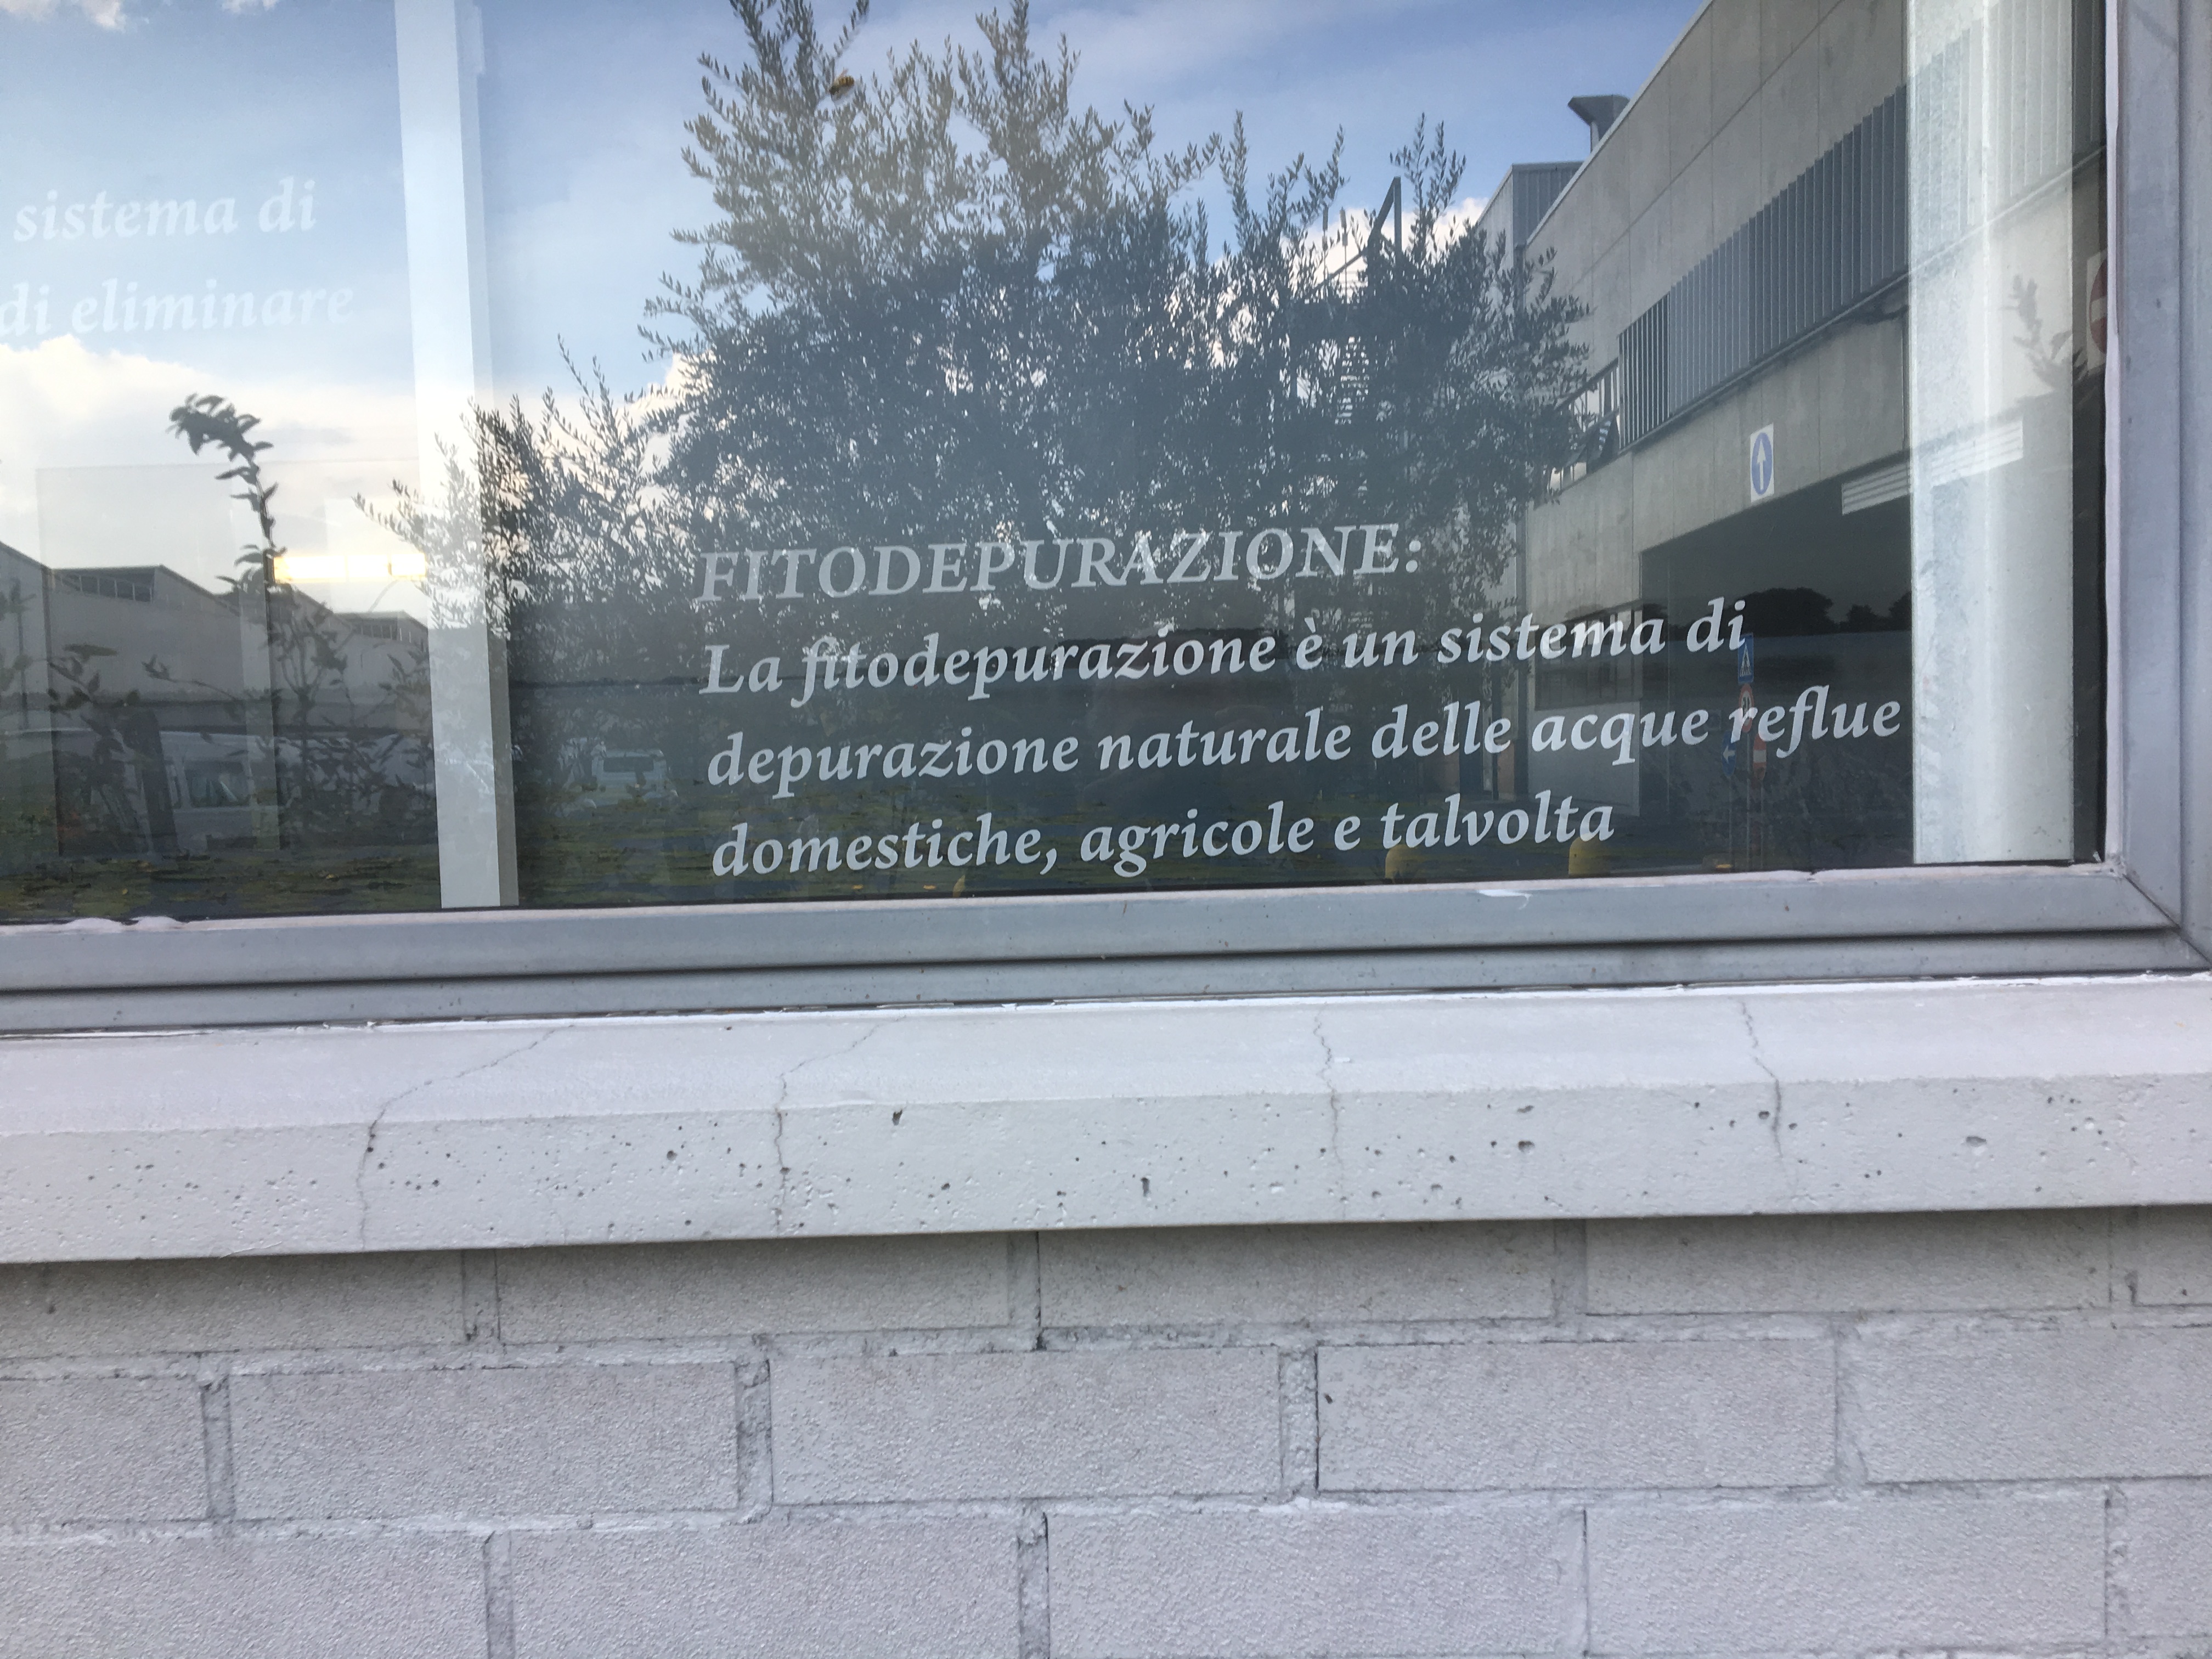 sistema di
di eliminare
FITODEPURAZIONE:
La fitodepurazione è un sistema di
depurazione naturale delle acque reflue
domestiche, agricole e talvolta